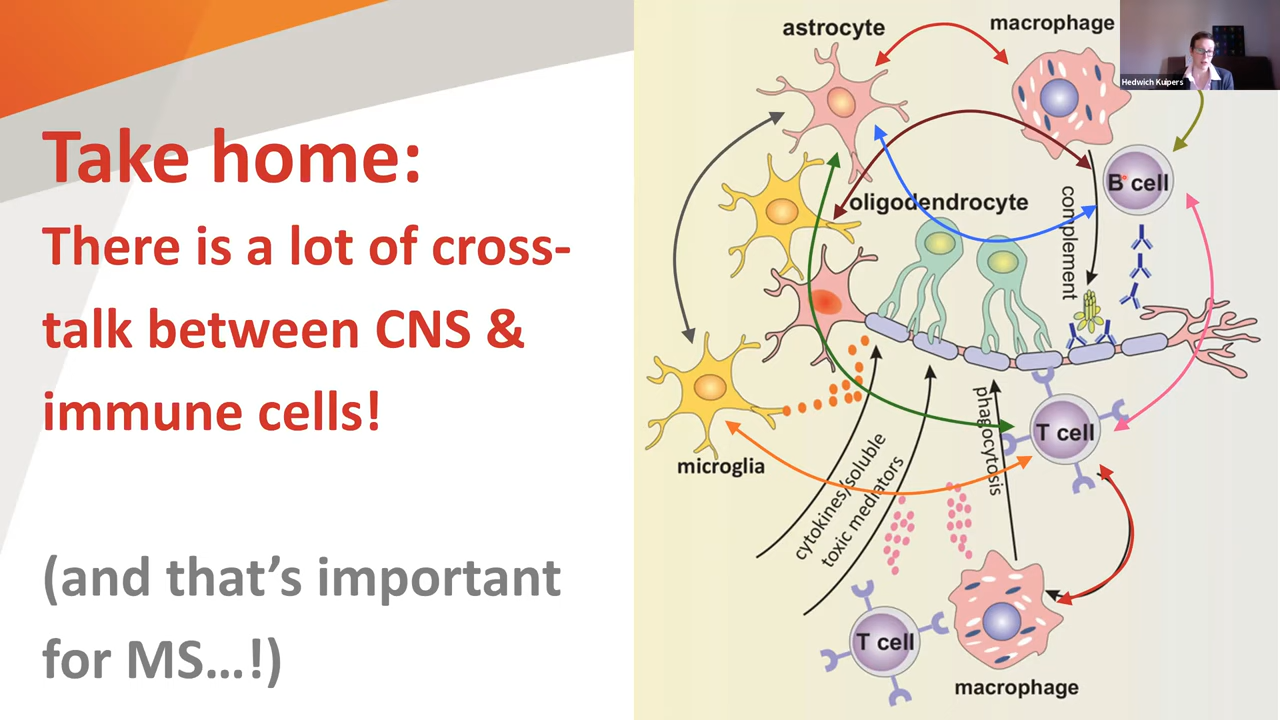 Take home:
There is a lot of cross-
talk between CNS &
immune cells!
(and that's important
for MS...!)
astrocyte
macrophage
Hedwich Kuipers
B cell
oligodendrocyte
complement
T cell
phagocytosis
microglia
cytokines/soluble
toxic mediators
T cell
macrophage